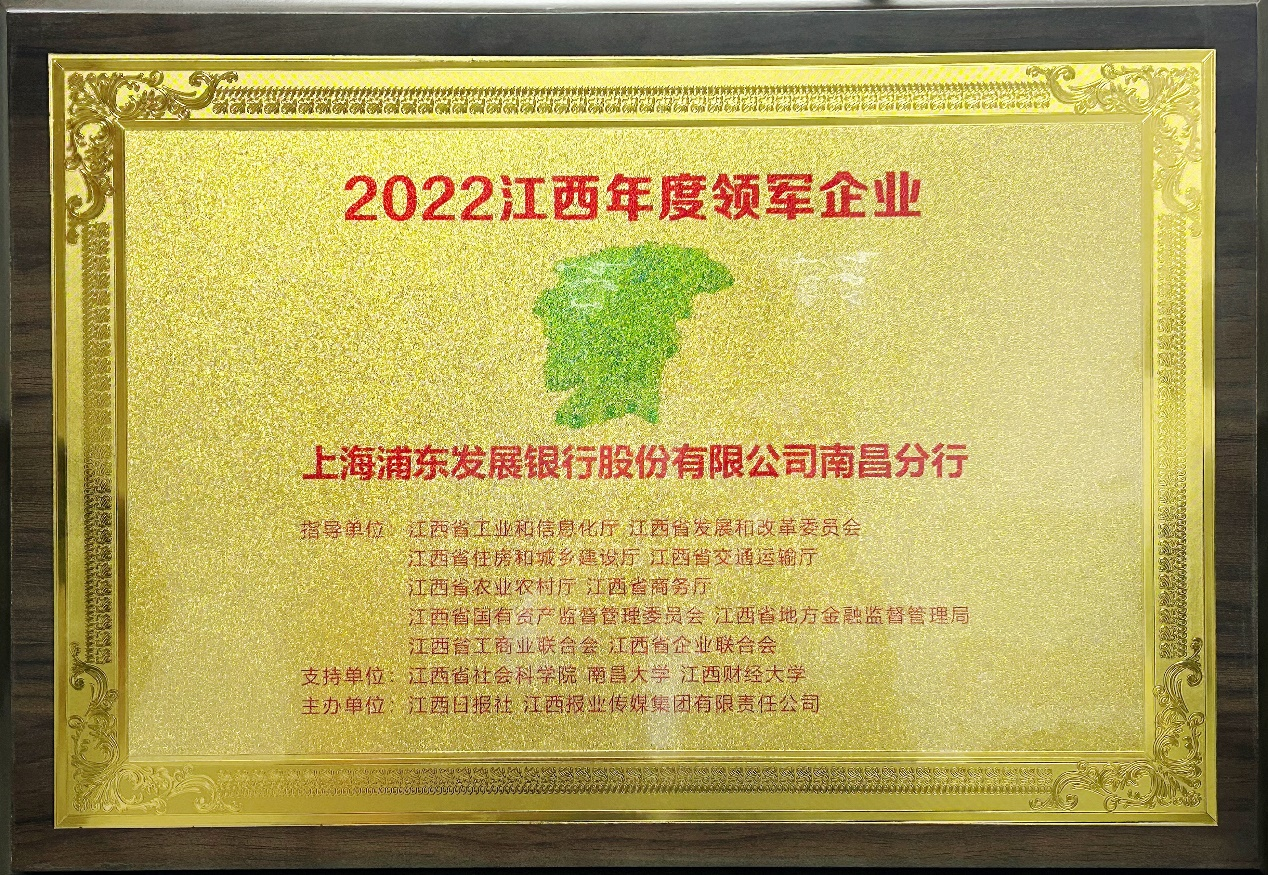 2022江西年度领军企业
上海浦东发展银行股份有限公司南昌分行
指导单位：江西省工业和信息化厅 江西省发展和改革委员会
江西省住房和城乡建设厅 江西省交通运输厅
江西省农业农村厅 江西省商务厅
江西省国有资产监督管理委员会 江西省地方金融监督管理局
江西省工商业联合会 江西省企业联合会
支持单位：江西省社会科学院 南昌大学 江西财经大学
主办单位：江西日报社 江西报业传媒集团有限责任公司